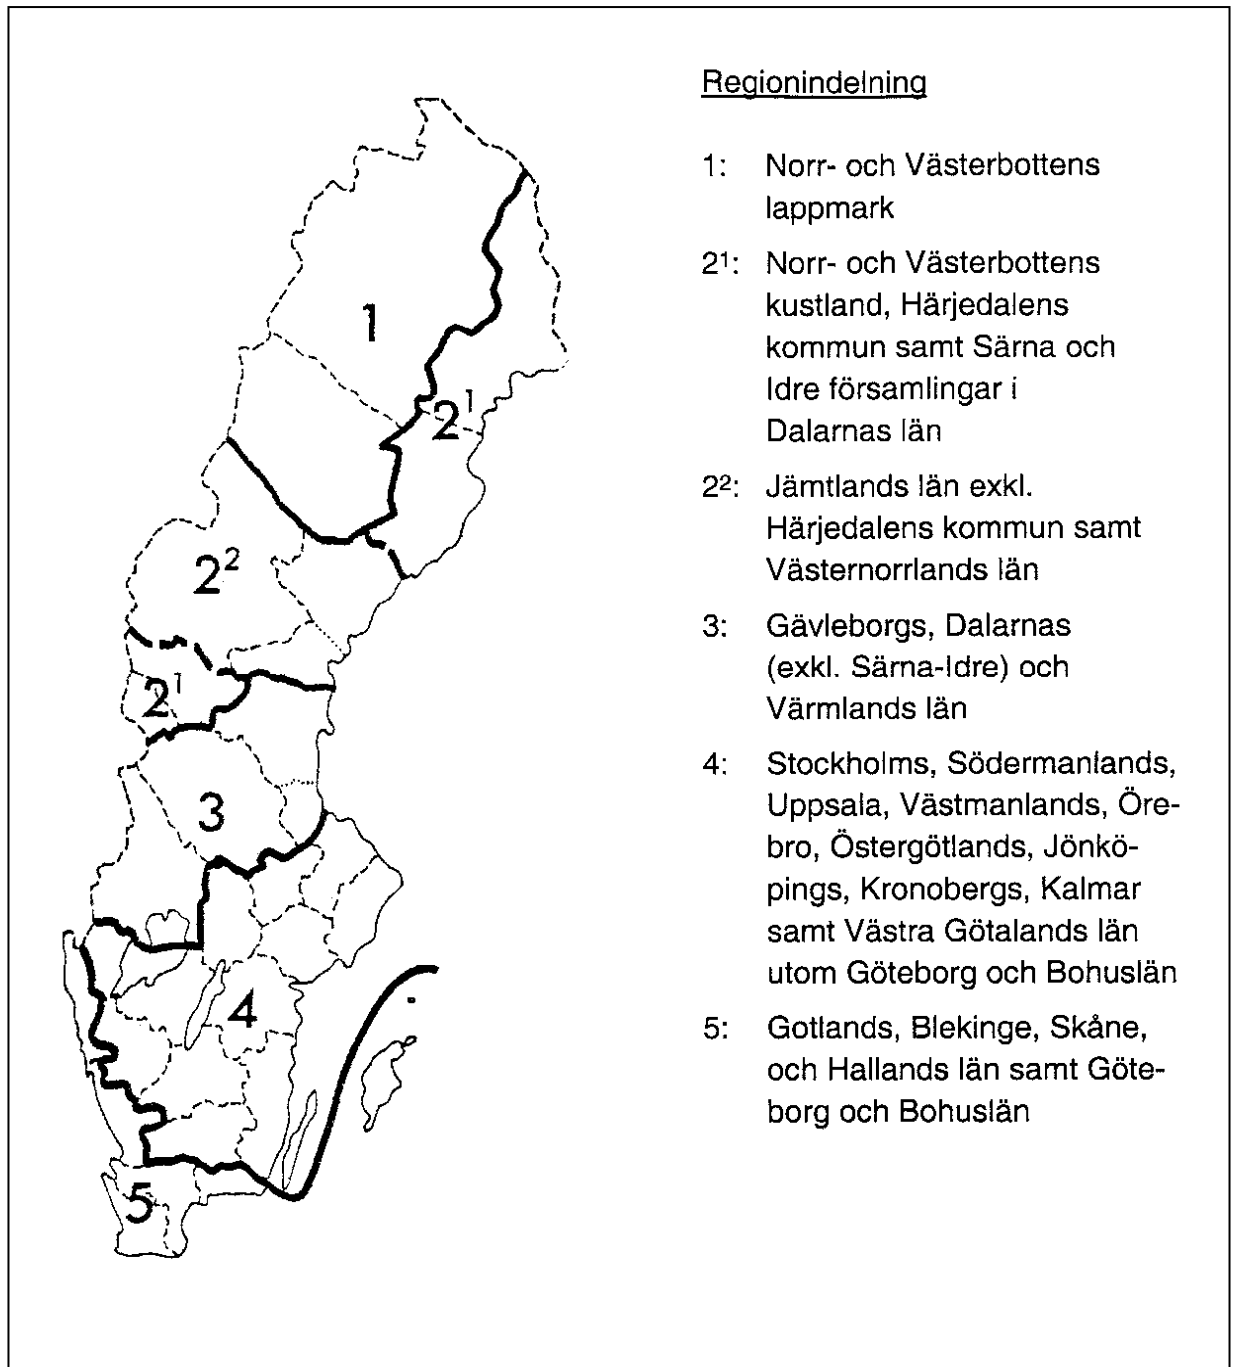 Regionindelning
1: Norr- och Västerbottens
lappmark
2¹: Norr- och Västerbottens
kustland, Härjedalens
kommun samt Särna och
Idre församlingar i
Dalarnas län
2²: Jämtlands län exkl.
Härjedalens kommun samt
Västernorrlands län
3: Gävleborgs, Dalarnas
(exkl. Särna-Idre) och
Värmlands län
4: Stockholms, Södermanlands,
Uppsala, Västmanlands, Öre-
bro, Östergötlands, Jönkö-
pings, Kronobergs, Kalmar
samt Västra Götalands län
utom Göteborg och Bohuslän
5: Gotlands, Blekinge, Skåne,
och Hallands län samt Göte-
borg och Bohuslän
1
2¹
2²
2¹
3
4
5